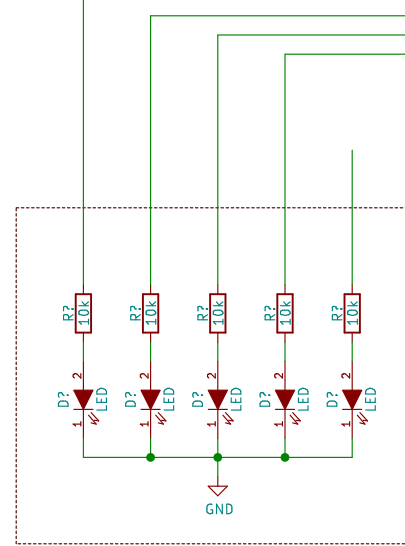 R? 10k R? 10k R? 10k R? 10k R? 10k
2 2 2 2 2
D? LED D? LED D? LED D? LED D? LED
1 1 1 1 1
GND